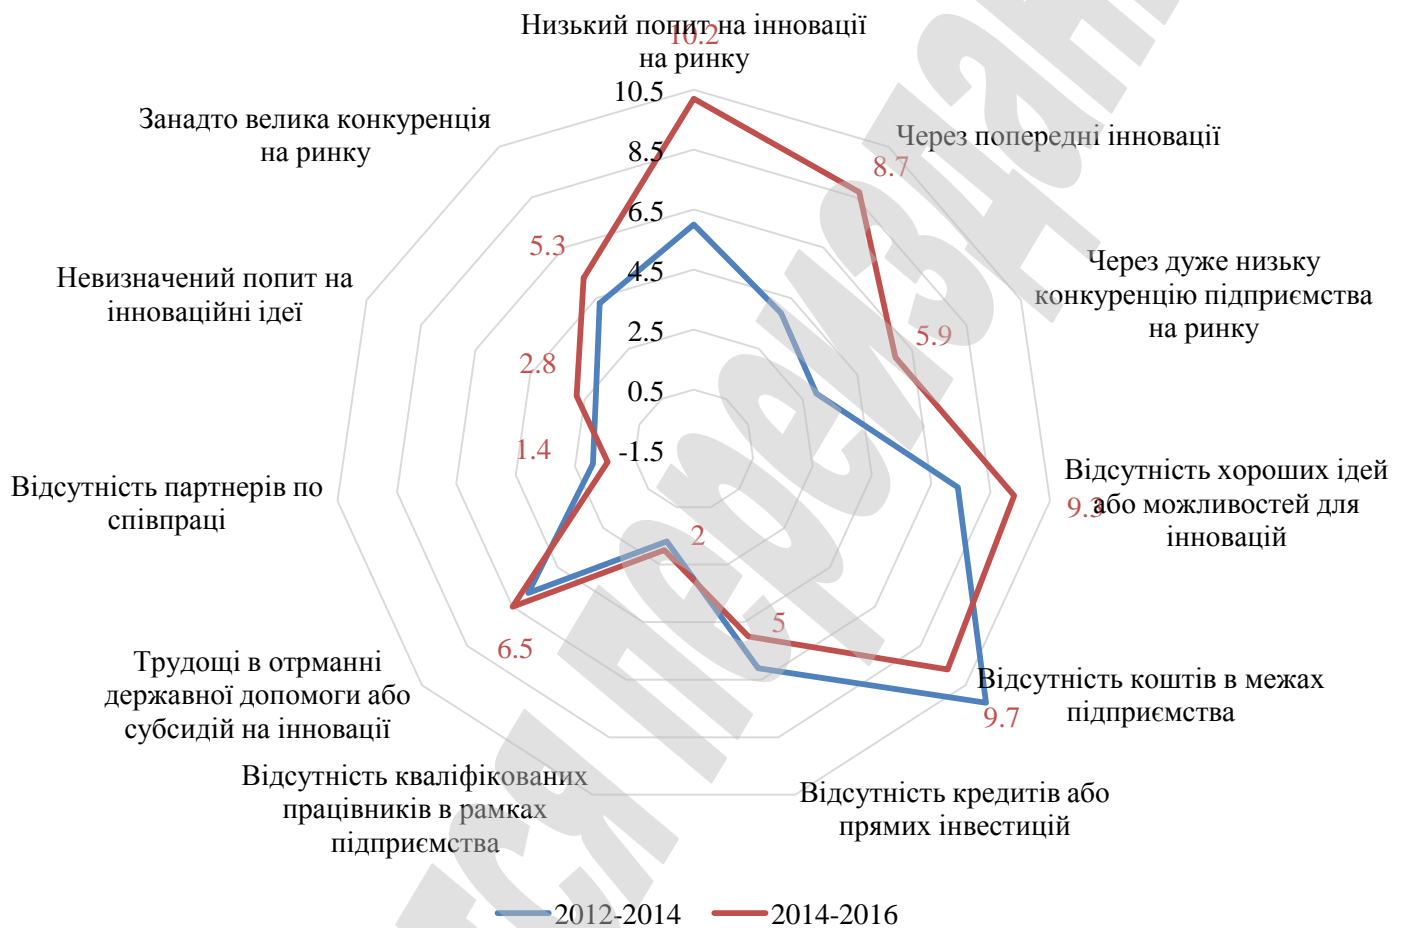 Низький попит на інновації
на ринку
10.2
Занадто велика конкуренція
на ринку
Через попередні інновації
10.5
8.5
6.5
4.5
2.5
0.5
-1.5
8.7
5.3
Невизначений попит на
інноваційні ідеї
Через дуже низьку
конкуренцію підприємства
на ринку
5.9
2.8
1.4
Відсутність партнерів по
співпраці
Відсутність хороших ідей
або можливостей для
інновацій
9.3
2
5
6.5
Трудощі в отрманні
державної допомоги або
субсидій на інновації
Відсутність коштів в межах
підприємства
9.7
Відсутність кваліфікованих
працівників в рамках
підприємства
Відсутність кредитів або
прямих інвестицій
2012-2014
2014-2016